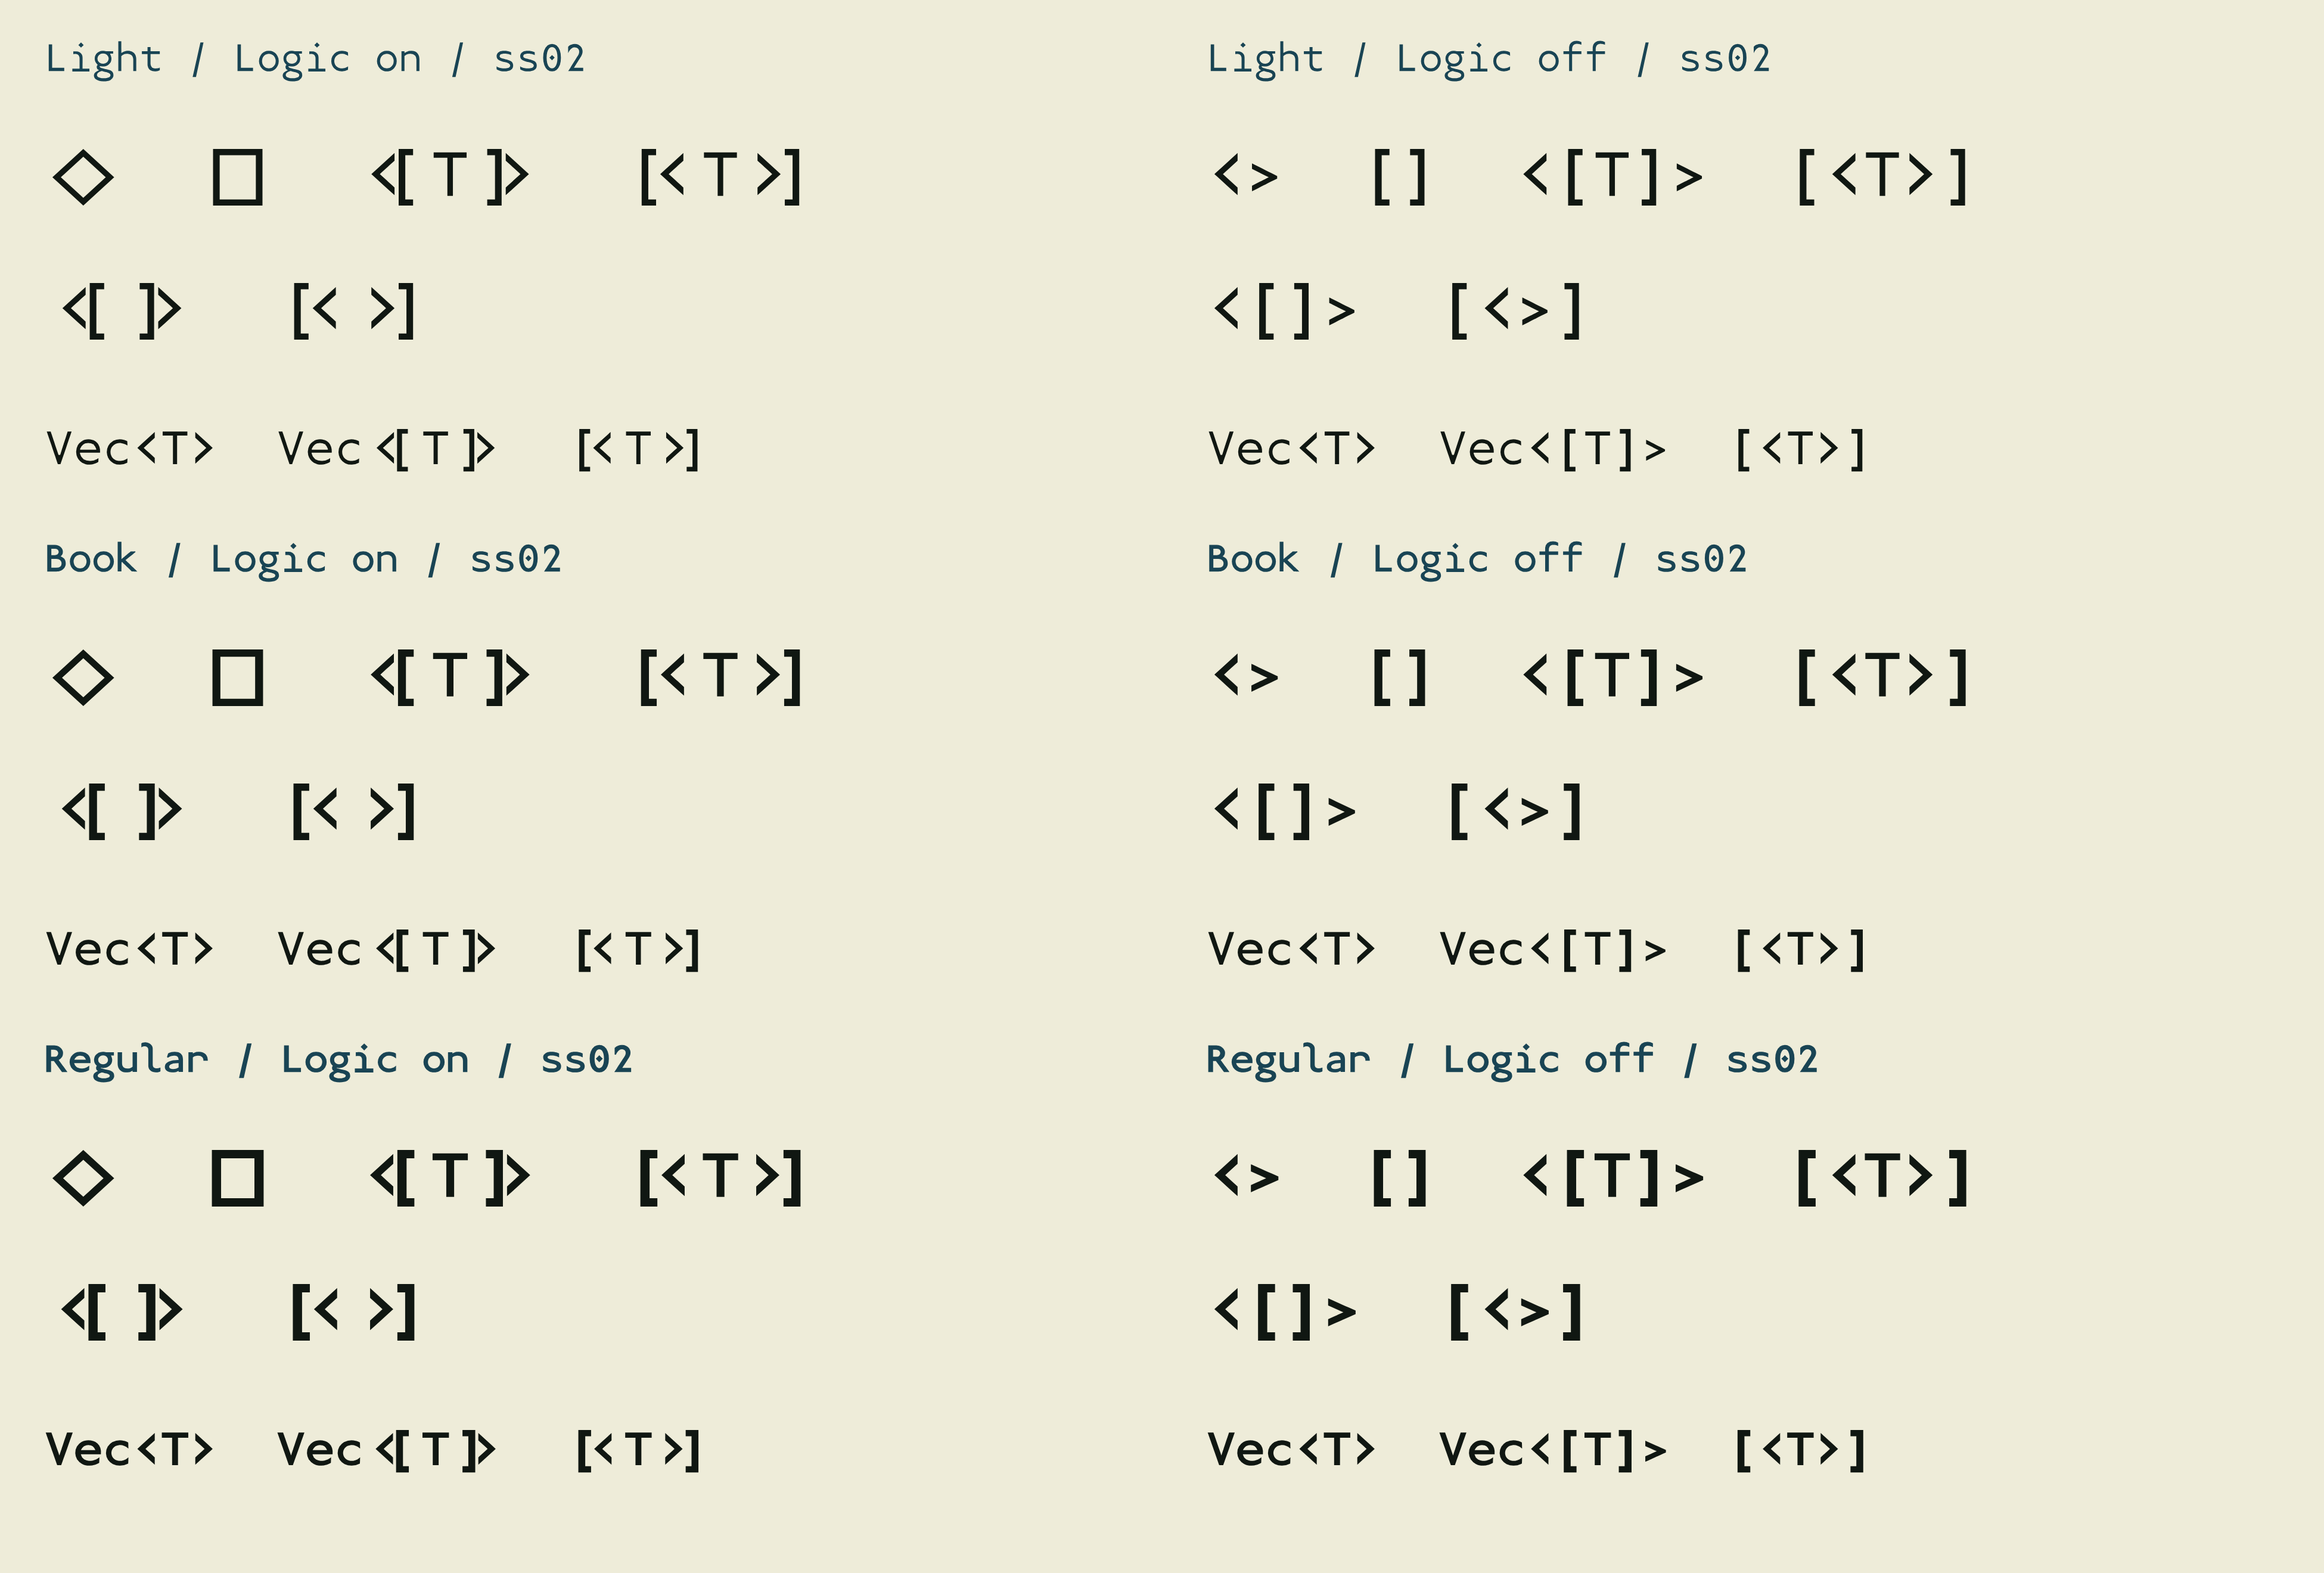 Light / Logic on / ss02
◇ □ <[ T ]> [< T >]
<[ ]> [< >]
Vec<T> Vec <[ T ]> [< T >]
Book / Logic on / ss02
◇ □ <[ T ]> [< T >]
<[ ]> [< >]
Vec<T> Vec <[ T ]> [< T >]
Regular / Logic on / ss02
◇ □ <[ T ]> [< T >]
<[ ]> [< >]
Vec<T> Vec <[ T ]> [< T >]
Light / Logic off / ss02
<> [] <[T]> [<T>]
<[]> [<>]
Vec<T> Vec<[T]> [<T>]
Book / Logic off / ss02
<> [] <[T]> [<T>]
<[]> [<>]
Vec<T> Vec<[T]> [<T>]
Regular / Logic off / ss02
<> [] <[T]> [<T>]
<[]> [<>]
Vec<T> Vec<[T]> [<T>]